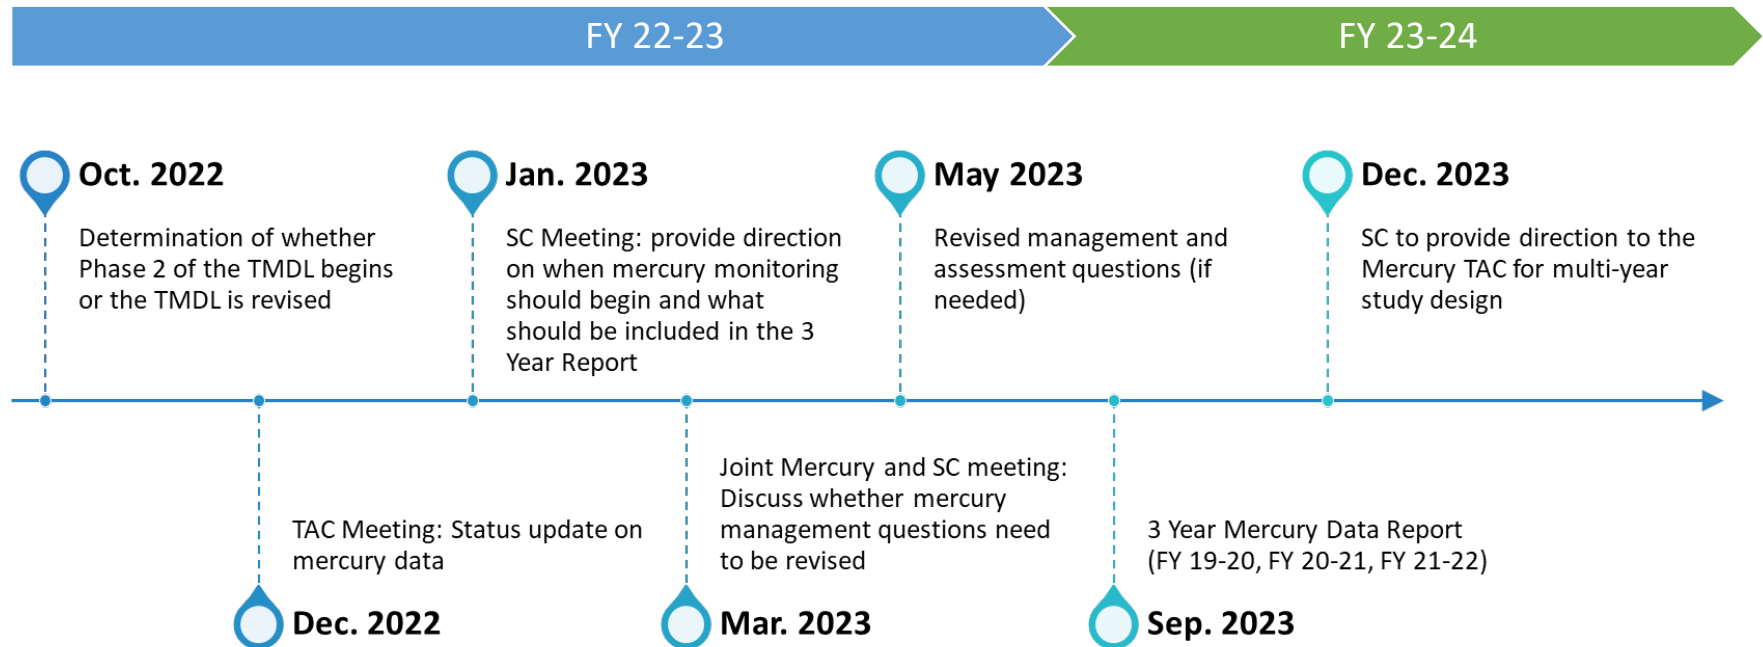 FY 22-23
FY 23-24
Oct. 2022
Determination of whether
Phase 2 of the TMDL begins
or the TMDL is revised
Jan. 2023
SC Meeting: provide direction
on when mercury monitoring
should begin and what
should be included in the 3
Year Report
May 2023
Revised management and
assessment questions (if
needed)
Dec. 2023
SC to provide direction to the
Mercury TAC for multi-year
study design
TAC Meeting: Status update on
mercury data
Dec. 2022
Joint Mercury and SC meeting:
Discuss whether mercury
management questions need
to be revised
Mar. 2023
3 Year Mercury Data Report
(FY 19-20, FY 20-21, FY 21-22)
Sep. 2023